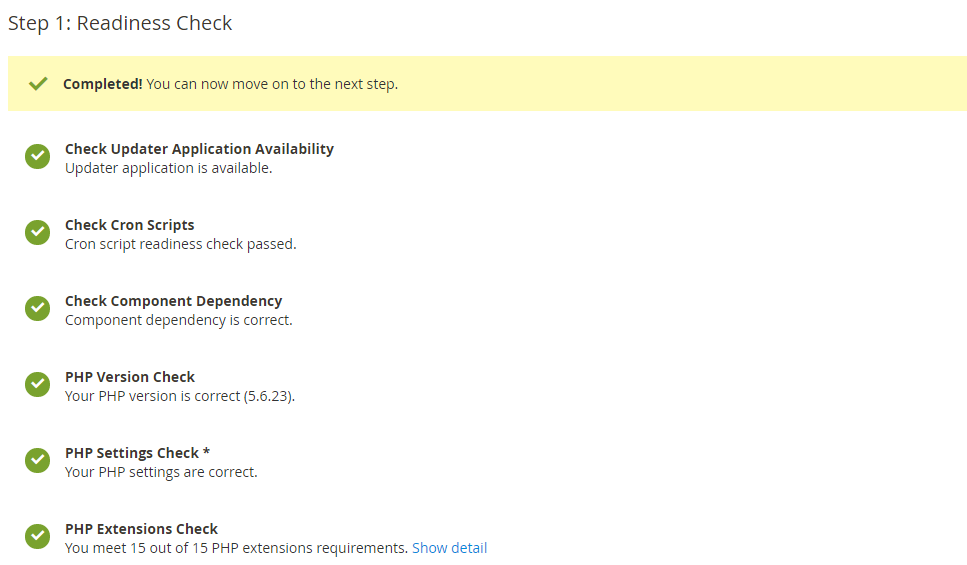 Step 1: Readiness Check
Completed! You can now move on to the next step.
Check Updater Application Availability
Updater application is available.
Check Cron Scripts
Cron script readiness check passed.
Check Component Dependency
Component dependency is correct.
PHP Version Check
Your PHP version is correct (5.6.23).
PHP Settings Check *
Your PHP settings are correct.
PHP Extensions Check
You meet 15 out of 15 PHP extensions requirements. Show detail